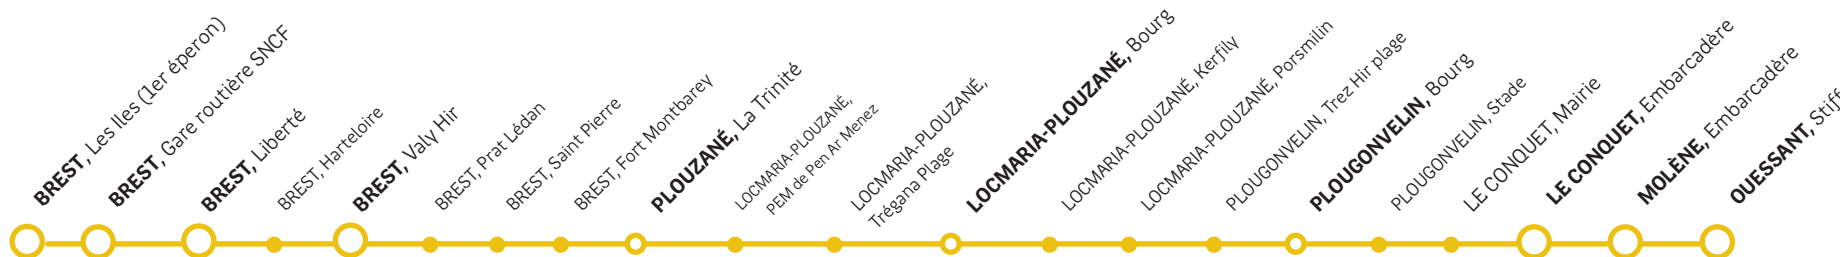 BREST, Les Iles (1er éperon)
BREST, Gare routière SNCF
BREST, Liberté
BREST, Harteloire
BREST, Valy Hir
BREST, Prat Lédan
BREST, Saint Pierre
BREST, Fort Montbarey
PLOUZANÉ, La Trinité
LOCMARIA-PLOUZANÉ,
PEM de Pen Ar Menez
LOCMARIA-PLOUZANÉ,
Trégana Plage
LOCMARIA-PLOUZANÉ, Bourg
LOCMARIA-PLOUZANÉ, Kerfily
LOCMARIA-PLOUZANÉ, Porsmilin
PLOUGONVELIN, Trez Hir plage
PLOUGONVELIN, Bourg
PLOUGONVELIN, Stade
LE CONQUET, Mairie
LE CONQUET, Embarcadère
MOLÈNE, Embarcadère
OUESSANT, Stiff